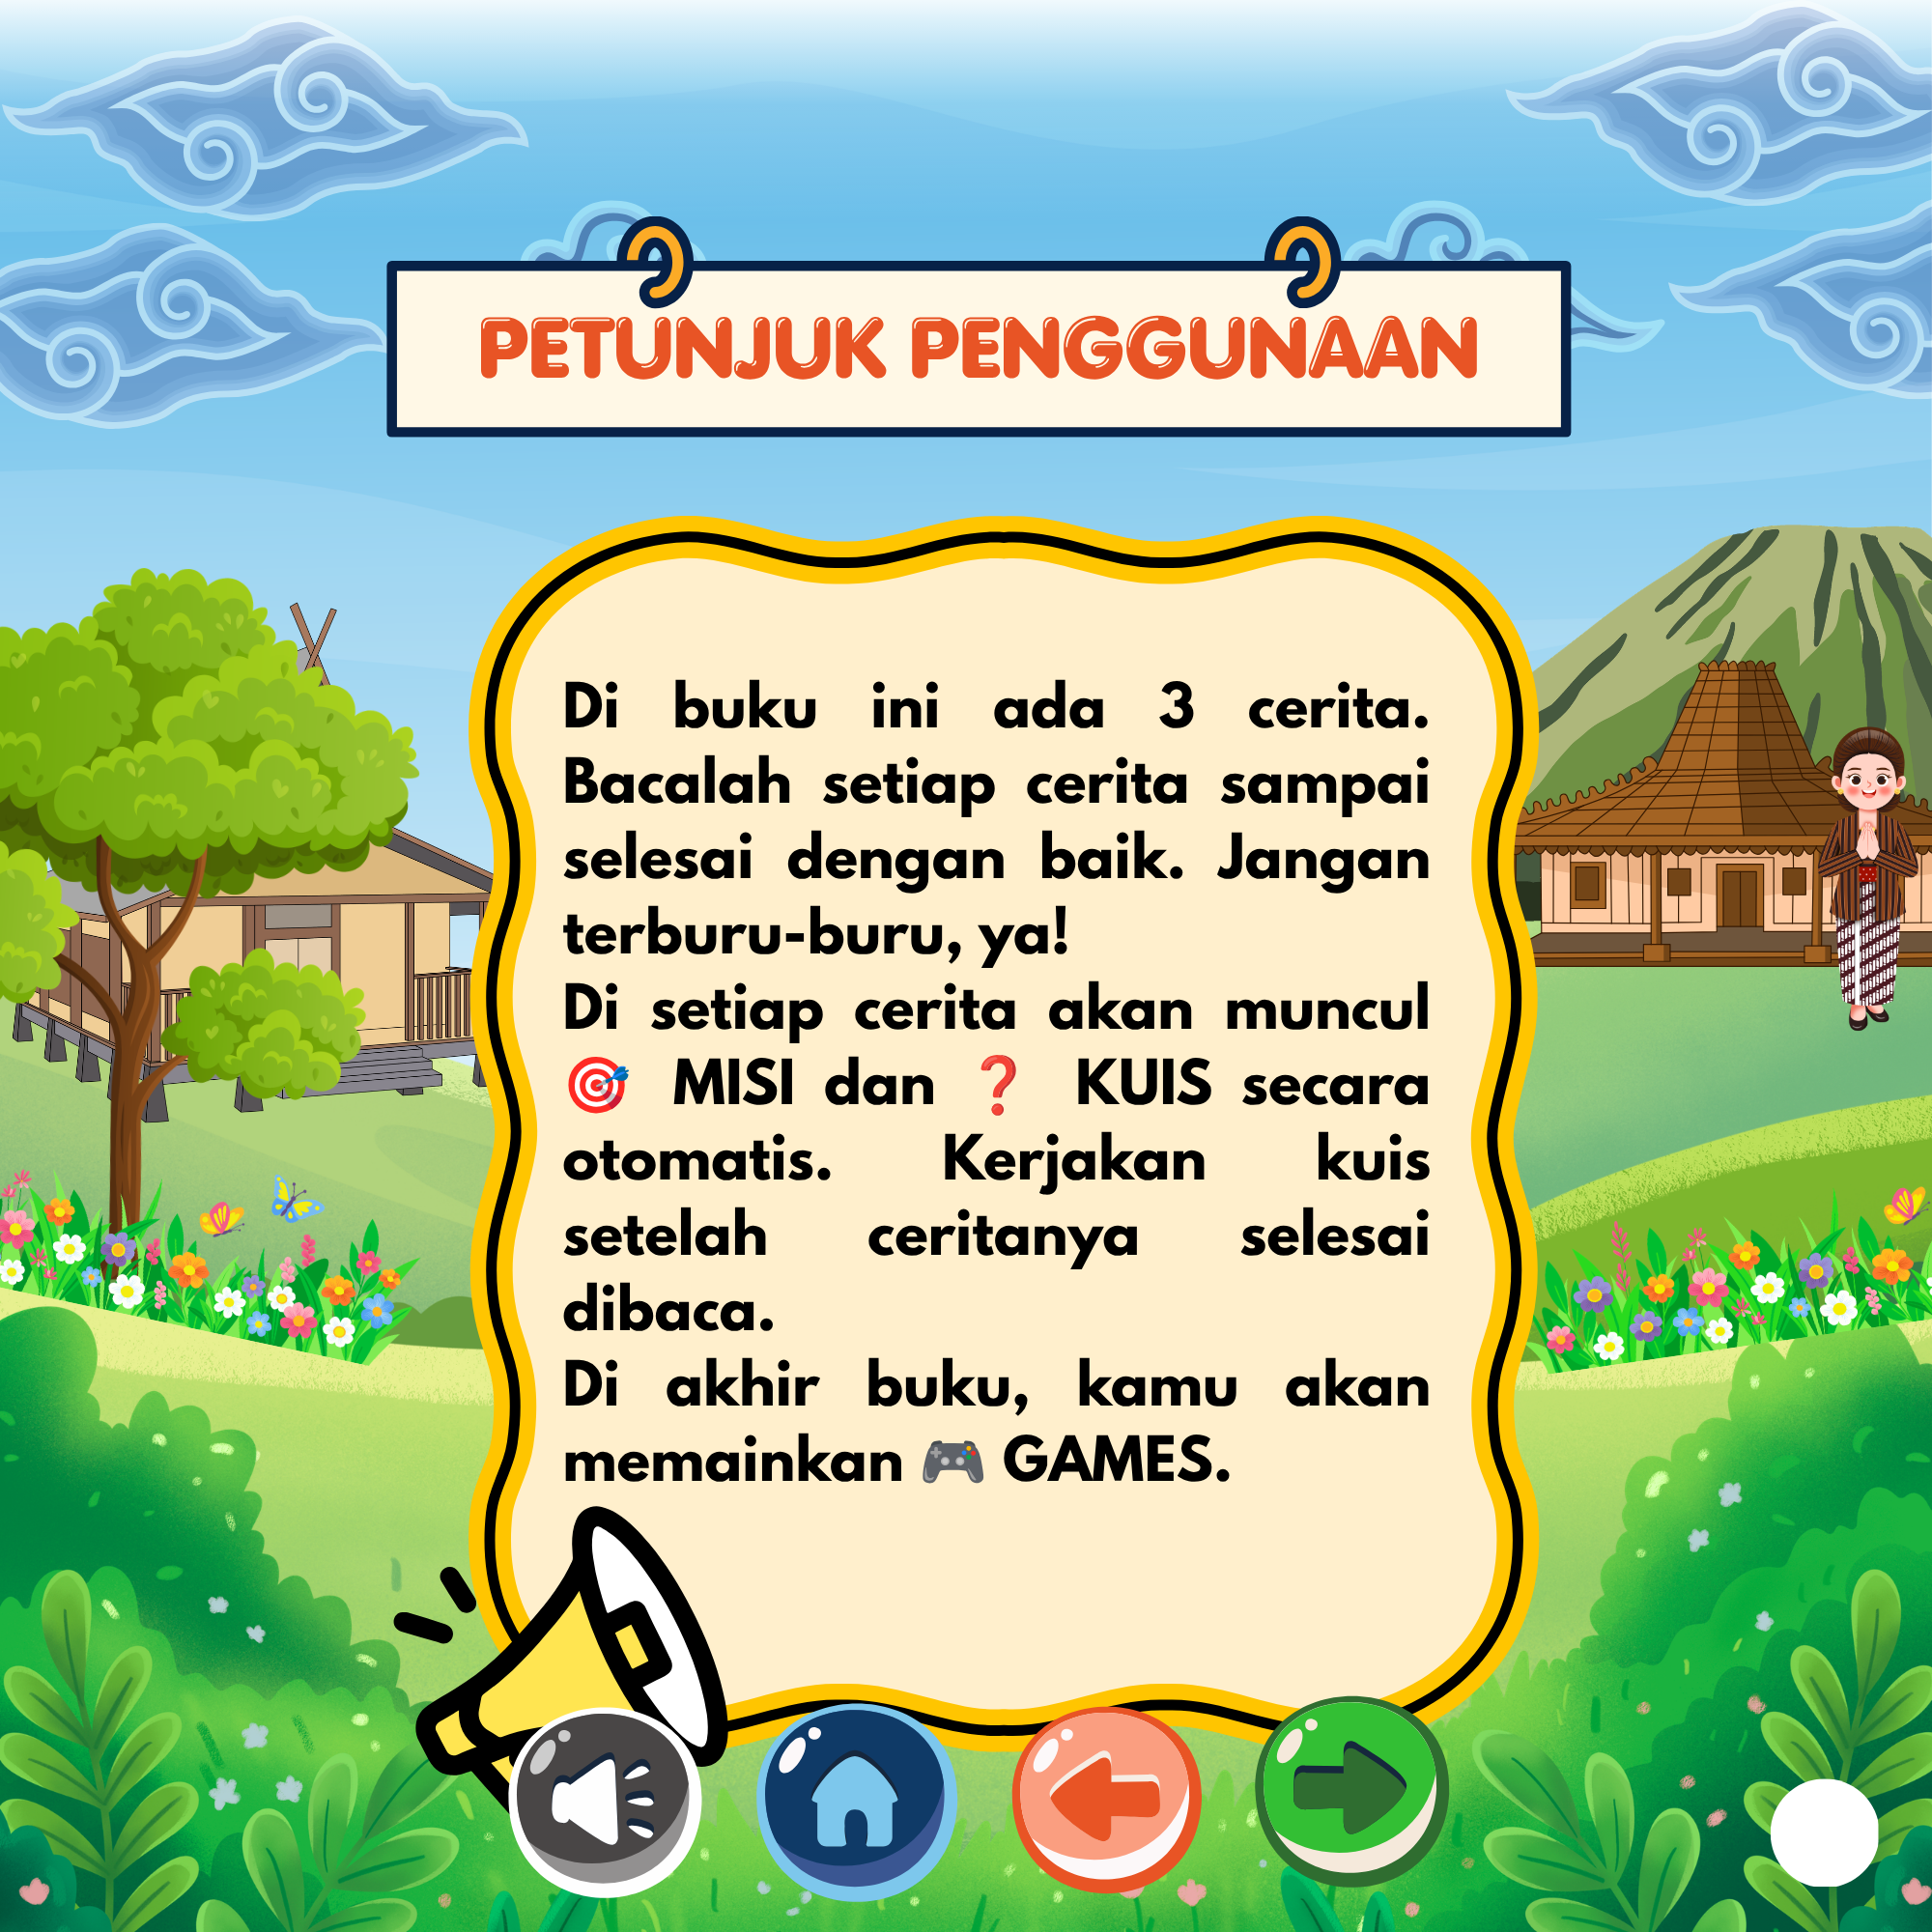 PETUNJUK PENGGUNAAN
Di buku ini ada 3 cerita.
Bacalah setiap cerita sampai
selesai dengan baik. Jangan
terburu-buru, ya!
Di setiap cerita akan muncul
🎯 MISI dan ❓ KUIS secara
otomatis. Kerjakan kuis
setelah ceritanya selesai
dibaca.
Di akhir buku, kamu akan
memainkan 🎮 GAMES.